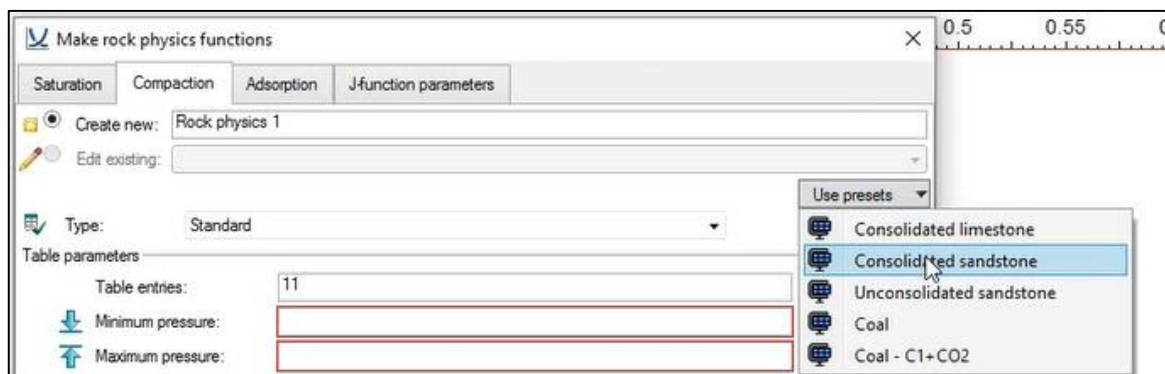 Make rock physics functions
0.5 0.55
Saturation Compaction Adsorption J-function parameters
Create new: Rock physics 1
Edit existing:
Use presets
Type: Standard
Consolidated limestone
Table parameters
Consolidated sandstone
Table entries: 11
Unconsolidated sandstone
Minimum pressure:
Coal
Maximum pressure:
Coal - C1+CO2